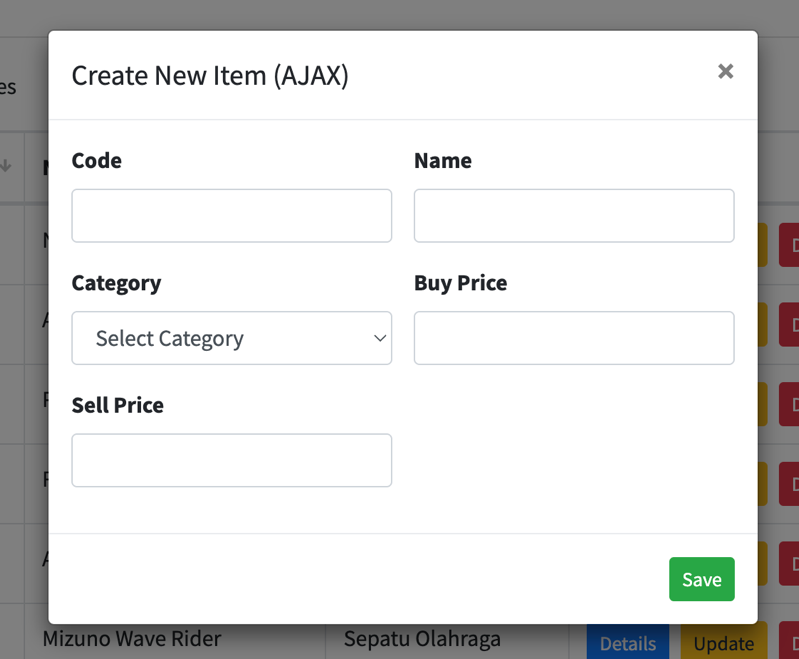 Create New Item (AJAX) ×
Code Name
Category Buy Price
Select Category
Sell Price
Save
Mizuno Wave Rider Sepatu Olahraga Details Update